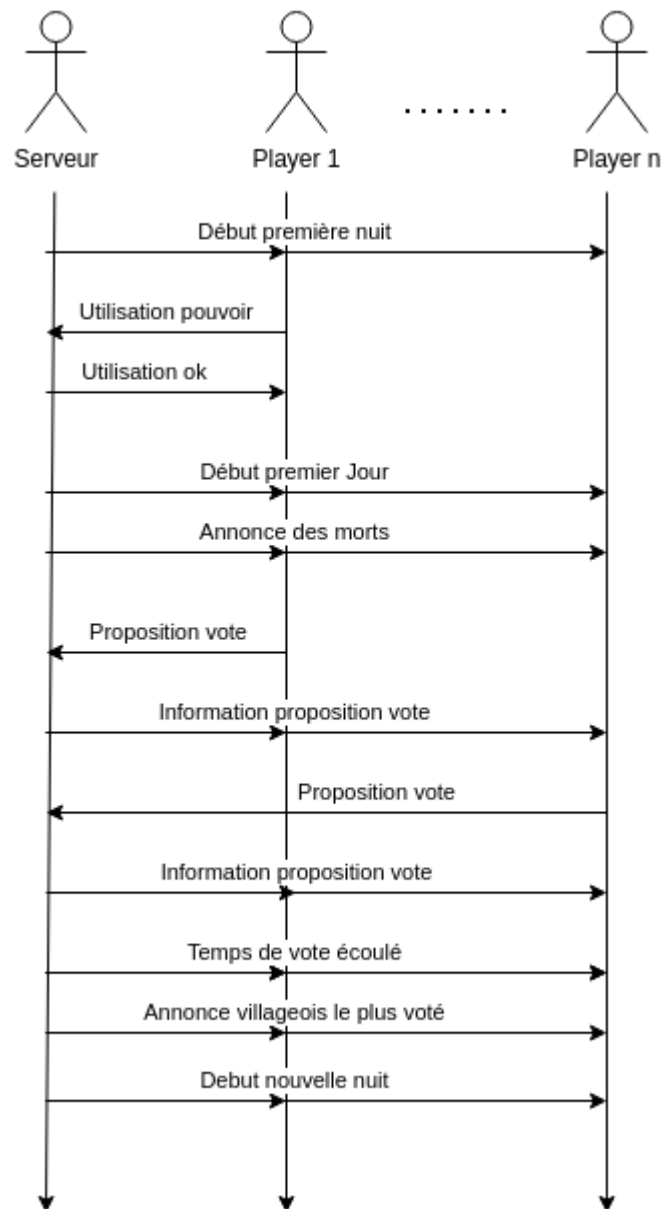 Serveur
Player 1
.......
Player n
Début première nuit
Utilisation pouvoir
Utilisation ok
Début premier Jour
Annonce des morts
Proposition vote
Information proposition vote
Proposition vote
Information proposition vote
Temps de vote écoulé
Annonce villageois le plus voté
Debut nouvelle nuit